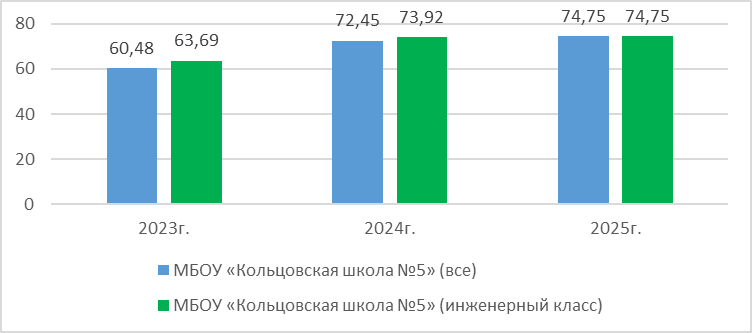 80
60
40
20
0
60,48
63,69
72,45
73,92
74,75
74,75
2023г.
2024г.
2025г.
МБОУ «Кольцовская школа №5» (все)
МБОУ «Кольцовская школа №5» (инженерный класс)